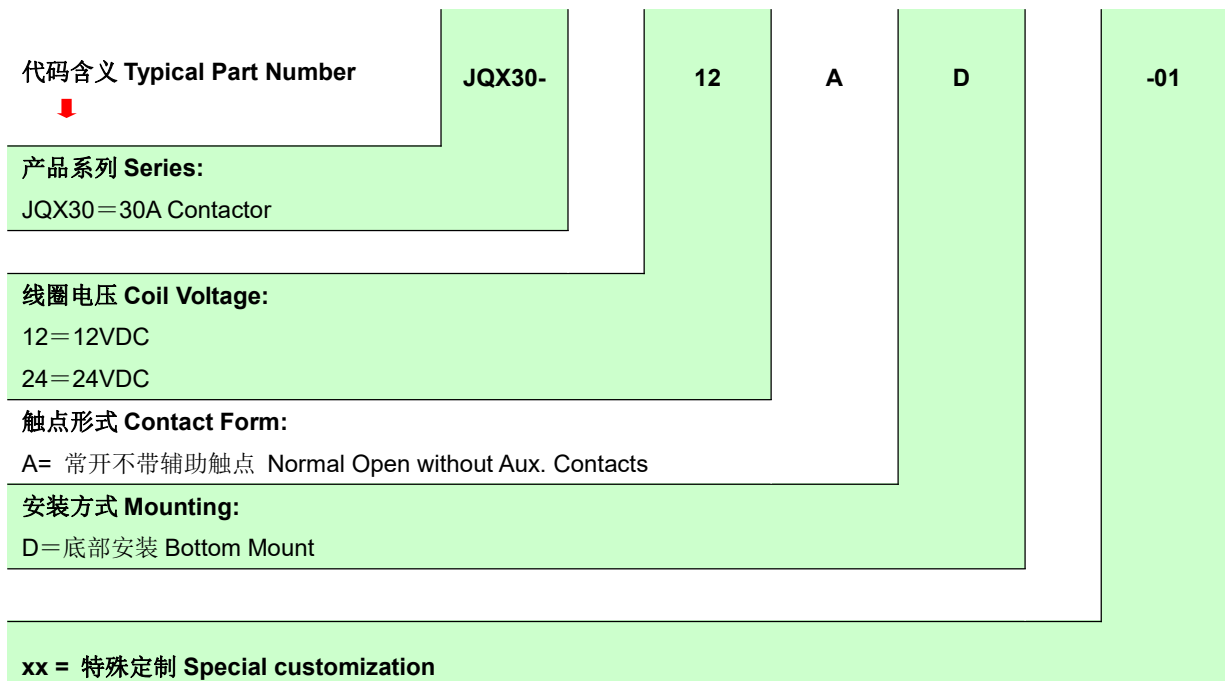 代码含义 Typical Part Number JQX30- 12 A D -01
产品系列 Series:
JQX30＝30A Contactor
线圈电压 Coil Voltage:
12＝12VDC
24＝24VDC
触点形式 Contact Form:
A= 常开不带辅助触点 Normal Open without Aux. Contacts
安装方式 Mounting:
D＝底部安装 Bottom Mount
xx = 特殊定制 Special customization